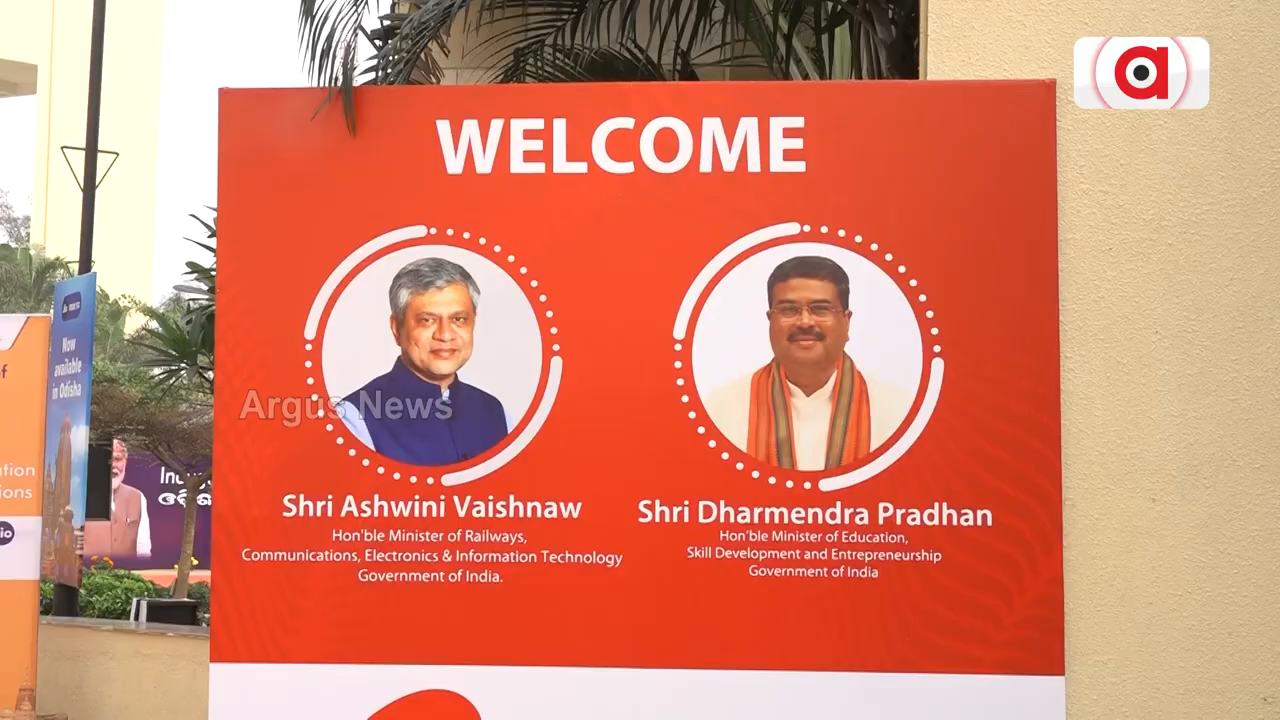 WELCOME
Argus News
Shri Ashwini Vaishnaw
Hon'ble Minister of Railways,
Communications, Electronics & Information Technology
Government of India.
Shri Dharmendra Pradhan
Hon'ble Minister of Education,
Skill Development and Entrepreneurship
Government of India
Now
available
in Odisha
a